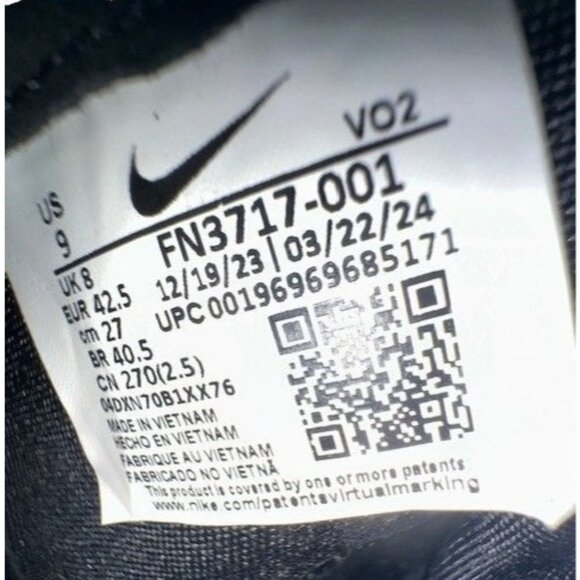 VO2
US
9
FN3717-001
12/19/23 | 03/22/24
UPC 00196969685171
UK 8
EUR 42.5
cm 27
BR 40.5
CN 270(2.5)
04DXN70B1XX76
MADE IN VIETNAM
HECHO EN VIETNAM
FABRIQUE AU VIETNAM
FABRICADO NO VIETNÃ
This product is covered by one or more patents
www.nike.com/patentsvirtualmarking